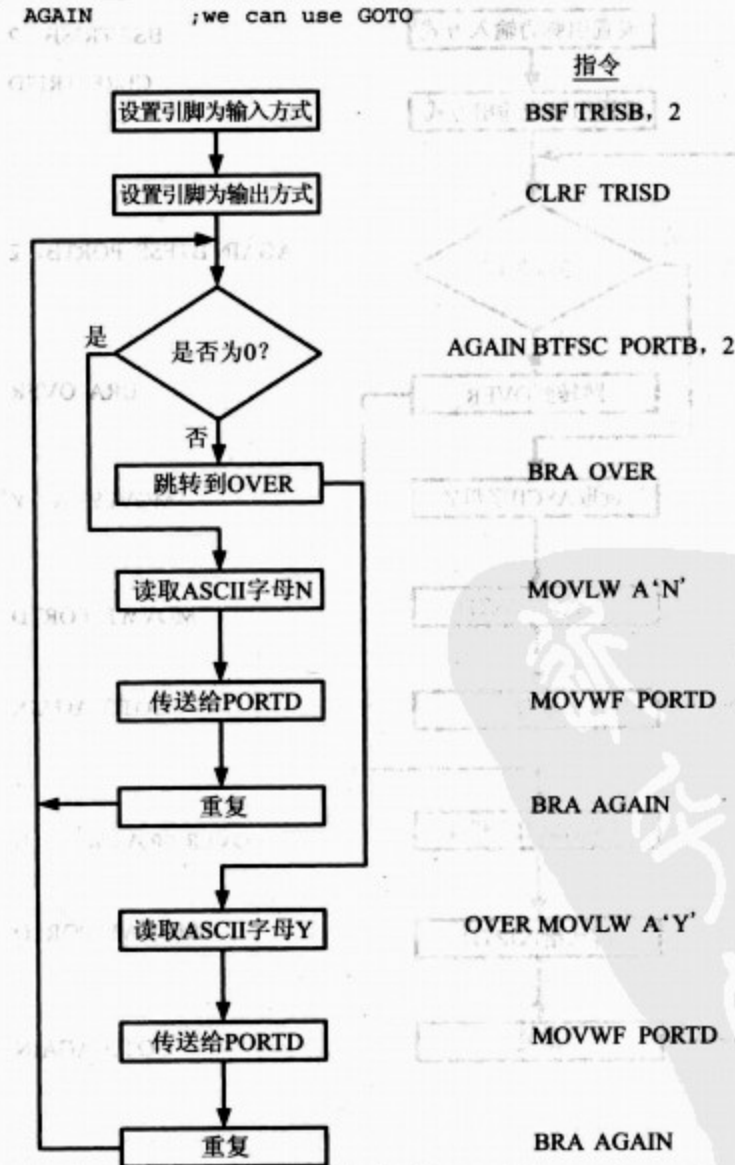 AGAIN ;we can use GOTO
指令
设置引脚为输入方式 BSF TRISB, 2
设置引脚为输出方式 CLRF TRISD
是 是否为0? AGAIN BTFSC PORTB, 2
否
跳转到OVER BRA OVER
读取ASCII字母N MOVLW A‘N’
传送给PORTD MOVWF PORTD
重复 BRA AGAIN
读取ASCII字母Y OVER MOVLW A‘Y’
传送给PORTD MOVWF PORTD
重复 BRA AGAIN